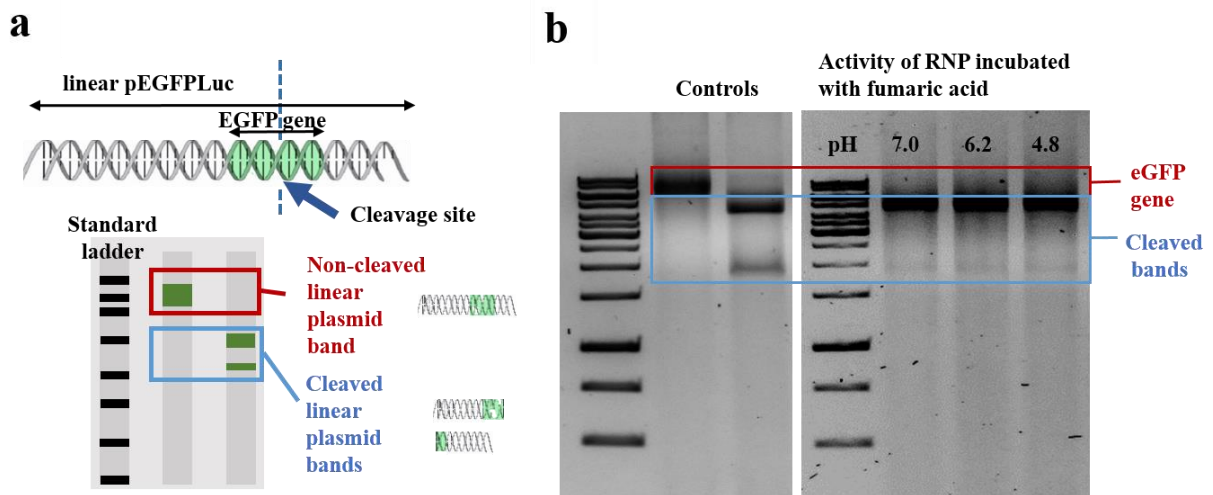 a
linear pEGFPLuc
EGFP gene
Cleavage site
Standard
ladder
Non-cleaved
linear
plasmid
band
Cleaved
linear
plasmid
bands
b
Controls
Activity of RNP incubated
with fumaric acid
pH 7.0 6.2 4.8
eGFP
gene
Cleaved
bands